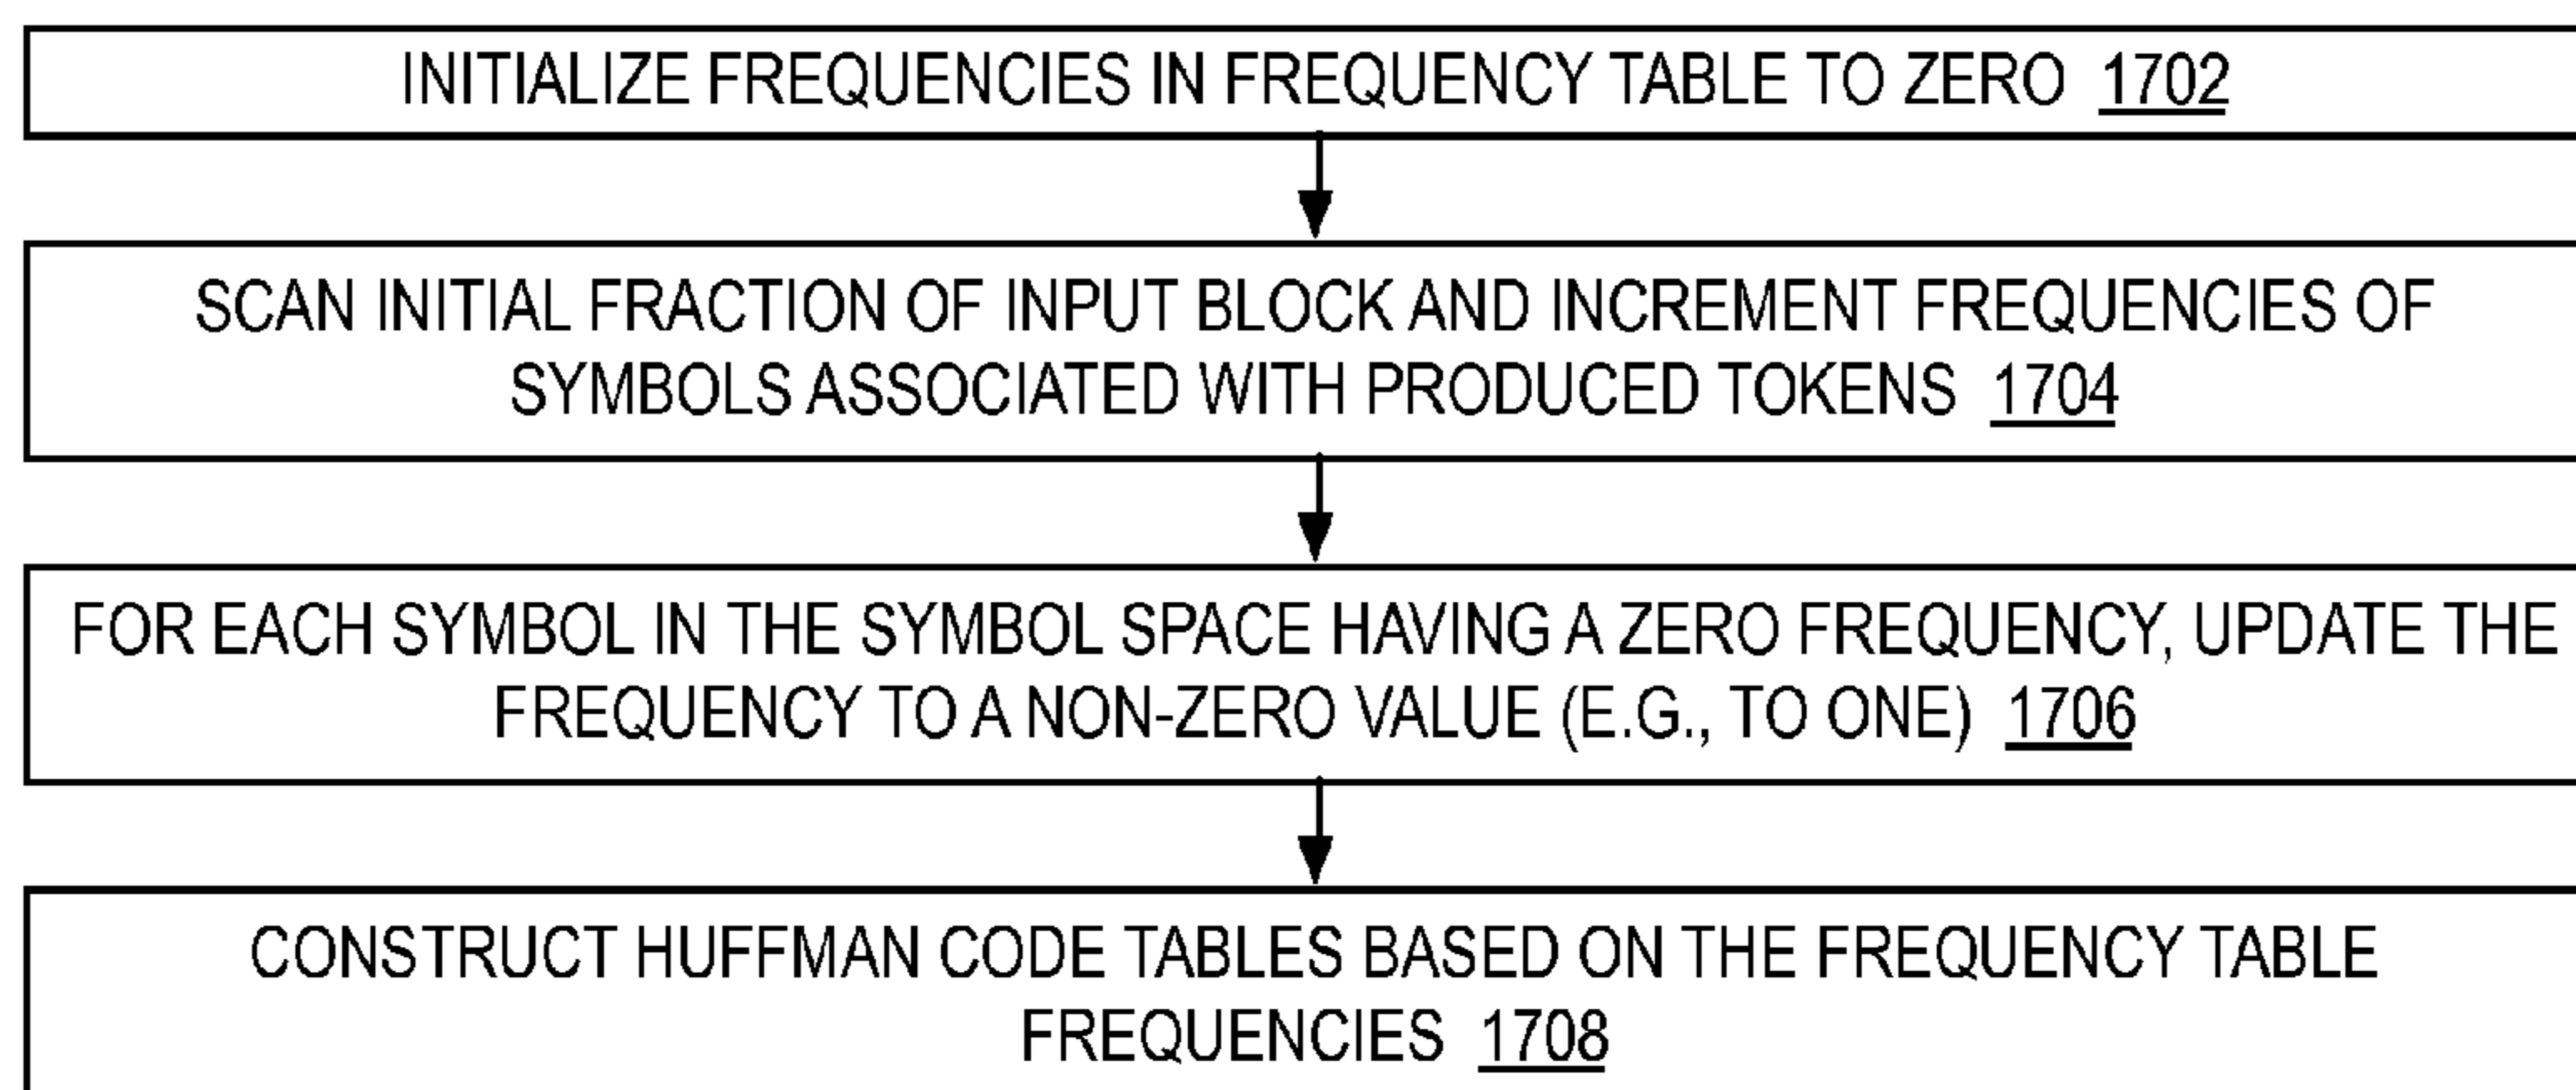 INITIALIZE FREQUENCIES IN FREQUENCY TABLE TO ZERO 1702
SCAN INITIAL FRACTION OF INPUT BLOCK AND INCREMENT FREQUENCIES OF
SYMBOLS ASSOCIATED WITH PRODUCED TOKENS 1704
FOR EACH SYMBOL IN THE SYMBOL SPACE HAVING A ZERO FREQUENCY, UPDATE THE
FREQUENCY TO A NON-ZERO VALUE (E.G., TO ONE) 1706
CONSTRUCT HUFFMAN CODE TABLES BASED ON THE FREQUENCY TABLE
FREQUENCIES 1708